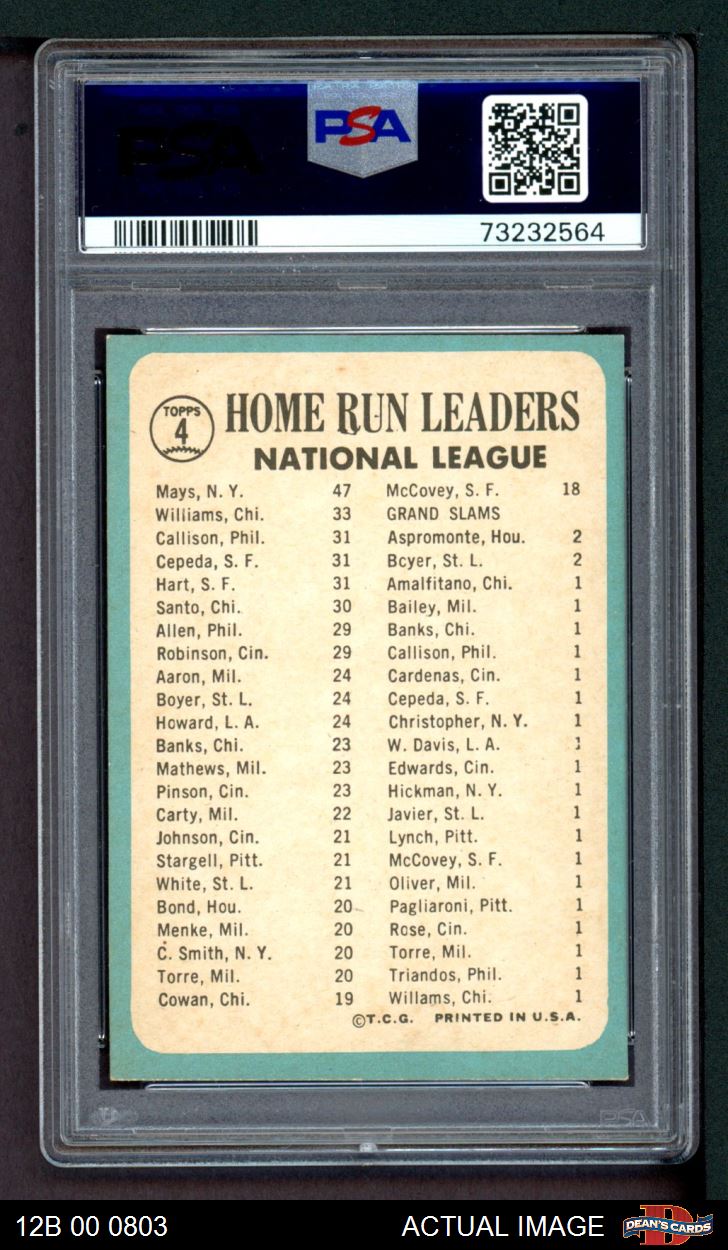 PSA
PSA
73232564
TOPPS
4
HOME RUN LEADERS
NATIONAL LEAGUE
Mays, N. Y. 47
Williams, Chi. 33
Callison, Phil. 31
Cepeda, S. F. 31
Hart, S. F. 31
Santo, Chi. 30
Allen, Phil. 29
Robinson, Cin. 29
Aaron, Mil. 24
Boyer, St. L. 24
Howard, L. A. 24
Banks, Chi. 23
Mathews, Mil. 23
Pinson, Cin. 23
Carty, Mil. 22
Johnson, Cin. 21
Stargell, Pitt. 21
White, St. L. 21
Bond, Hou. 20
Menke, Mil. 20
C. Smith, N. Y. 20
Torre, Mil. 20
Cowan, Chi. 19
McCovey, S. F. 18
GRAND SLAMS
Aspromonte, Hou. 2
Bcyer, St. L. 2
Amalfitano, Chi. 1
Bailey, Mil. 1
Banks, Chi. 1
Callison, Phil. 1
Cardenas, Cin. 1
Cepeda, S. F. 1
Christopher, N. Y. 1
W. Davis, L. A. 1
Edwards, Cin. 1
Hickman, N. Y. 1
Javier, St. L. 1
Lynch, Pitt. 1
McCovey, S. F. 1
Oliver, Mil. 1
Pagliaroni, Pitt. 1
Rose, Cin. 1
Torre, Mil. 1
Triandos, Phil. 1
Willams, Chi. 1
©T.C.G. PRINTED IN U.S.A.
PSA
12B 00 0803
ACTUAL IMAGE
DEAN'S CARDS